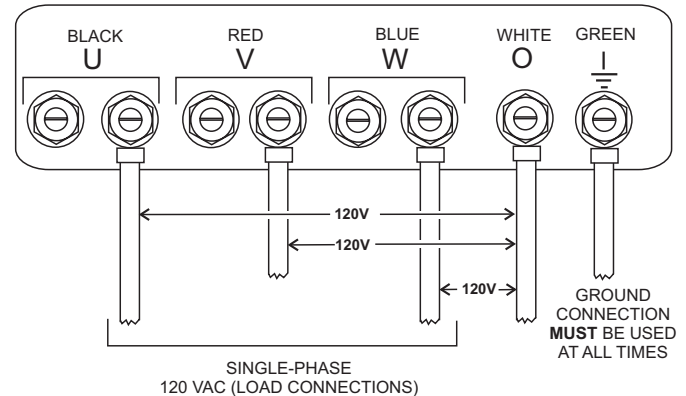 BLACK RED BLUE WHITE GREEN
U V W O
120V
120V
120V
GROUND
CONNECTION
MUST BE USED
AT ALL TIMES
SINGLE-PHASE
120 VAC (LOAD CONNECTIONS)